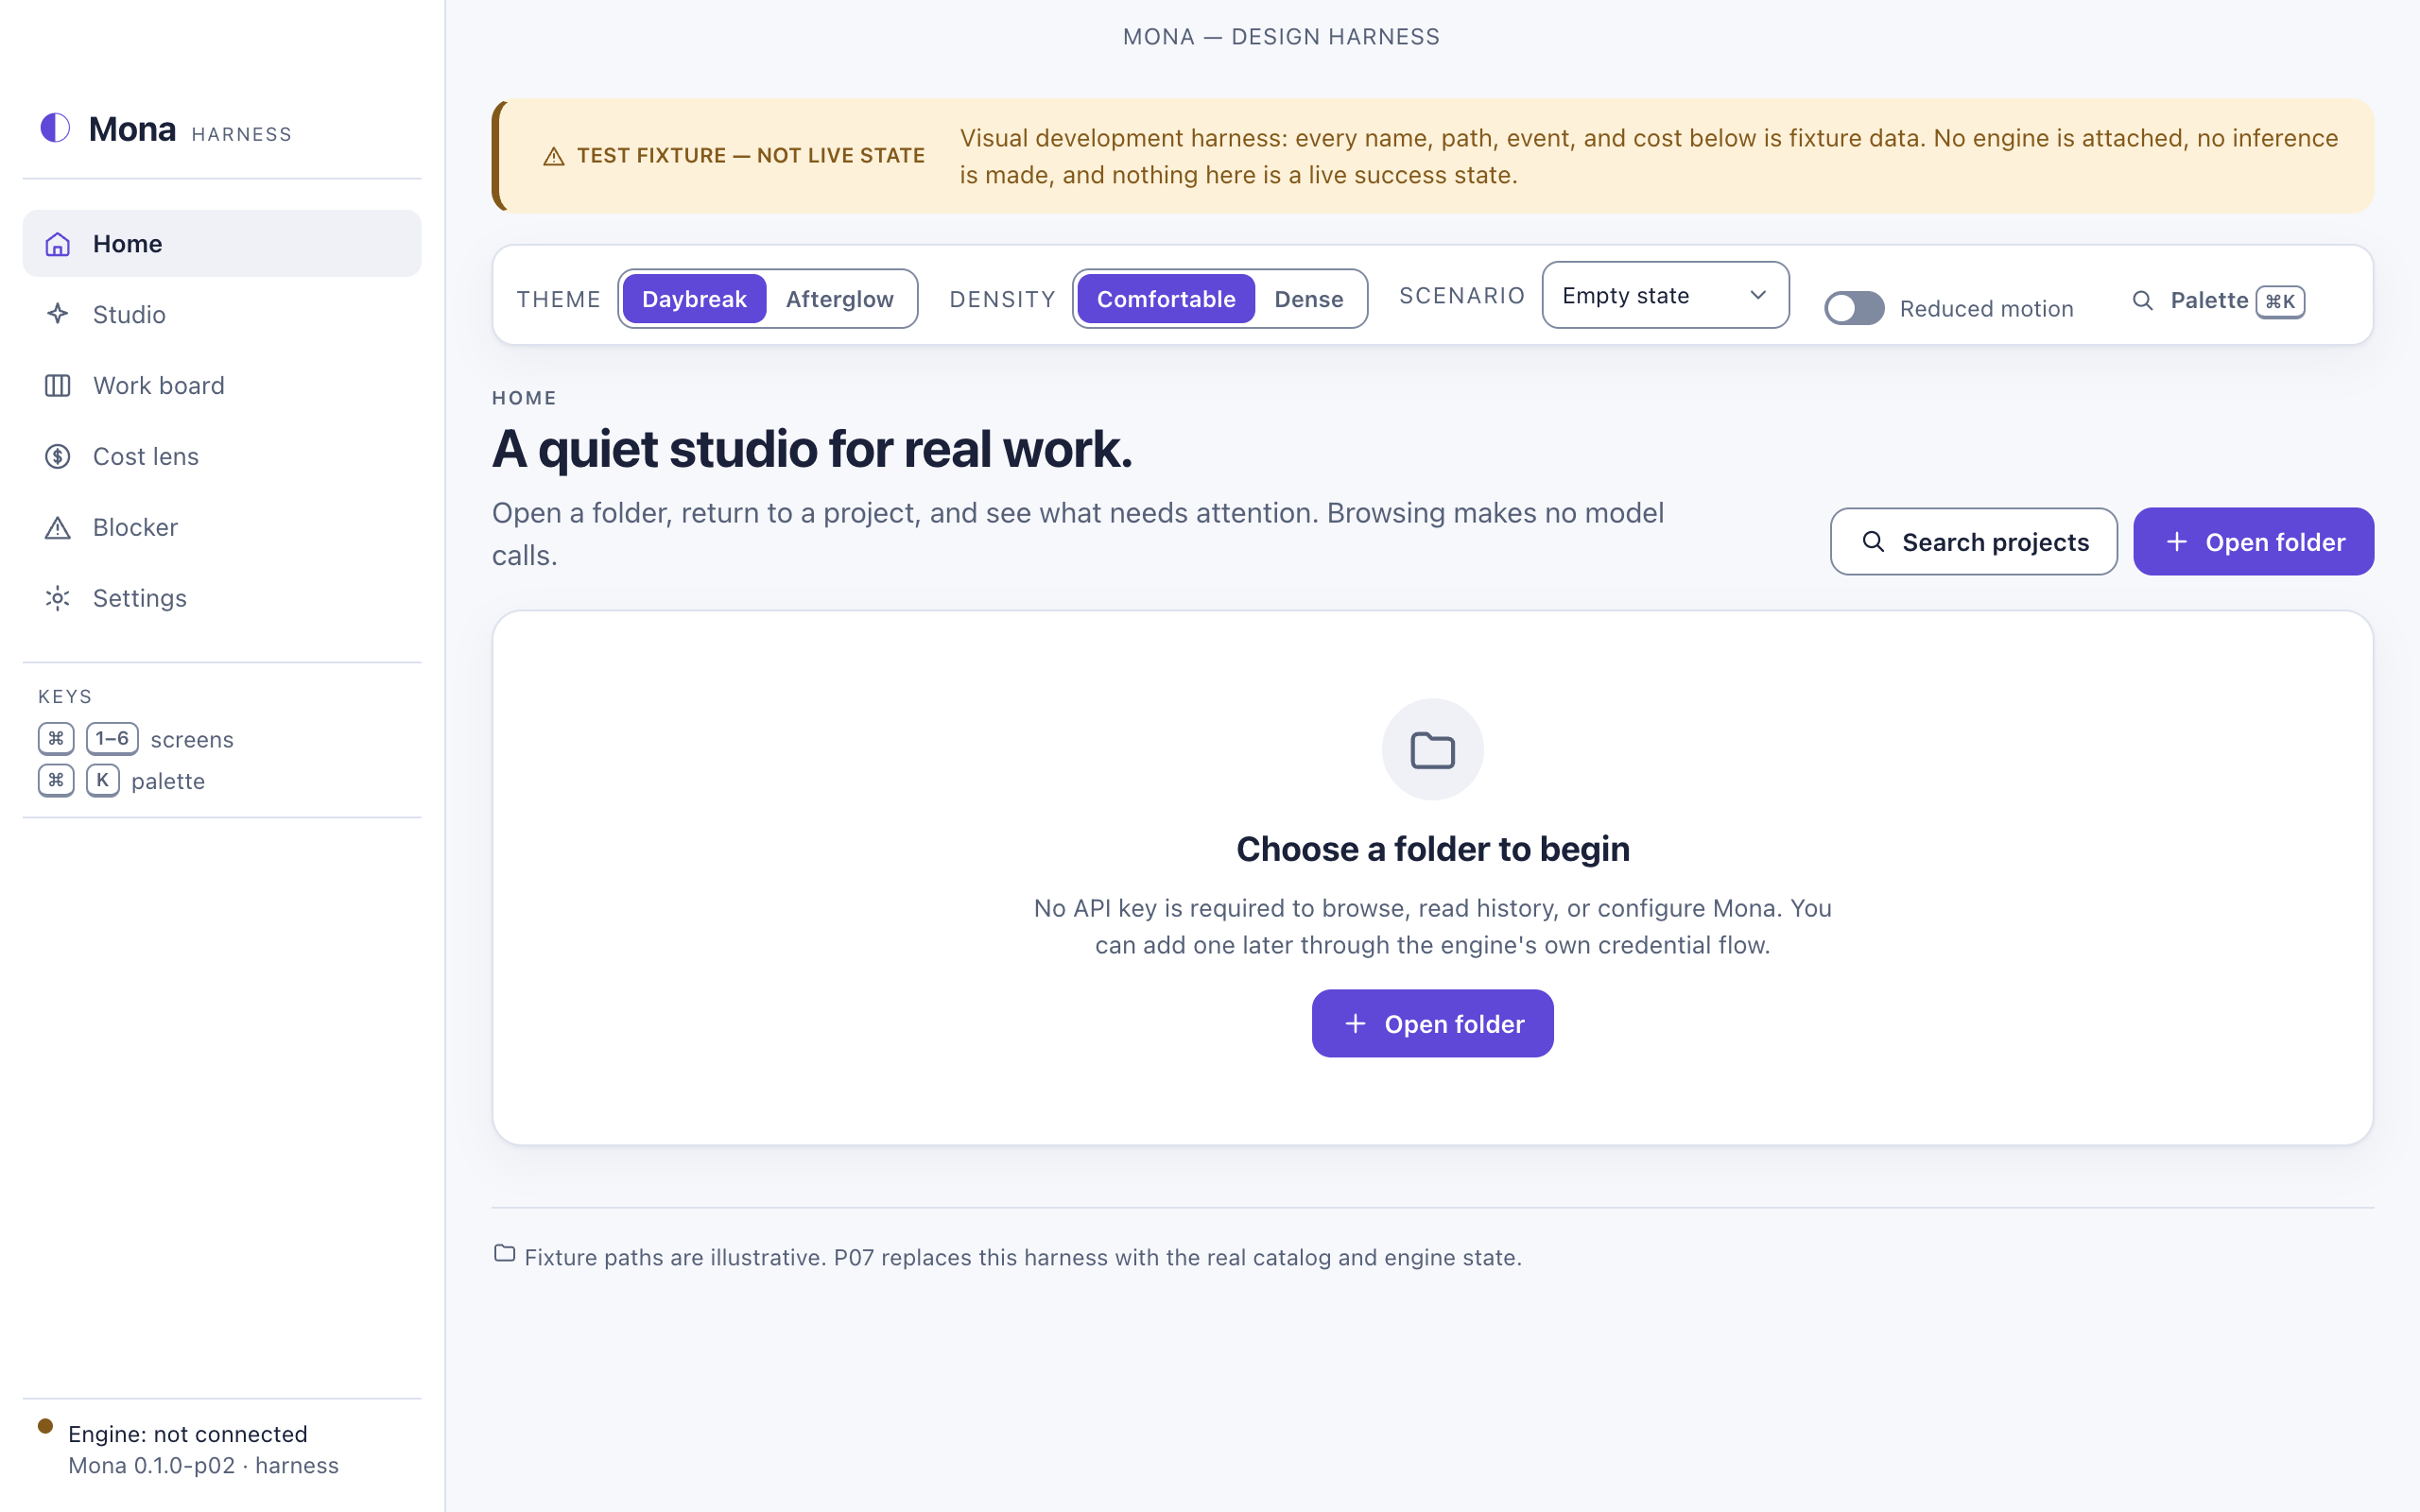 MONA — DESIGN HARNESS
Mona HARNESS
Home
Studio
Work board
Cost lens
Blocker
Settings
KEYS
⌘ 1–6 screens
⌘ K palette
Engine: not connected
Mona 0.1.0-p02 · harness
TEST FIXTURE — NOT LIVE STATE
Visual development harness: every name, path, event, and cost below is fixture data. No engine is attached, no inference
is made, and nothing here is a live success state.
THEME Daybreak Afterglow DENSITY Comfortable Dense SCENARIO Empty state Reduced motion Palette ⌘K
HOME
A quiet studio for real work.
Open a folder, return to a project, and see what needs attention. Browsing makes no model
calls.
Search projects Open folder
Choose a folder to begin
No API key is required to browse, read history, or configure Mona. You
can add one later through the engine's own credential flow.
Open folder
Fixture paths are illustrative. P07 replaces this harness with the real catalog and engine state.